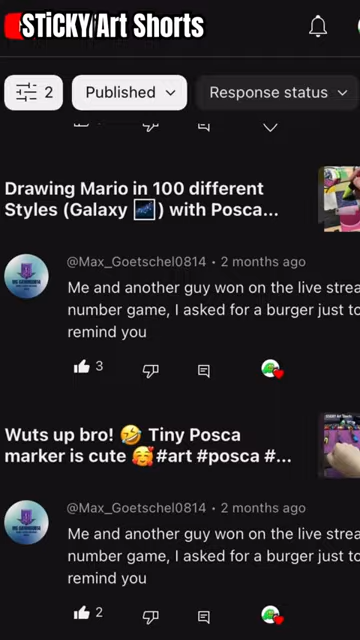 STiCKY Art Shorts
2
Published
Response status
Drawing Mario in 100 different
Styles (Galaxy 🌌) with Posca...
@Max_Goetschel0814 • 2 months ago
Me and another guy won on the live strea
number game, I asked for a burger just to
remind you
3
Wuts up bro! 🤣 Tiny Posca
marker is cute 🥰 #art #posca #...
@Max_Goetschel0814 • 2 months ago
Me and another guy won on the live strea
number game, I asked for a burger just to
remind you
2